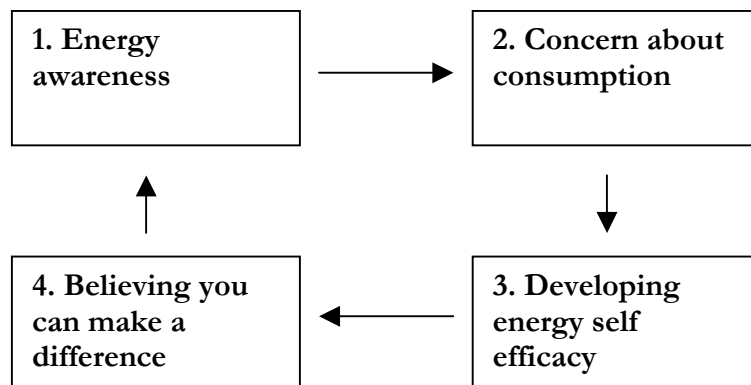 1. Energy
awareness
2. Concern about
consumption
3. Developing
energy self
efficacy
4. Believing you
can make a
difference